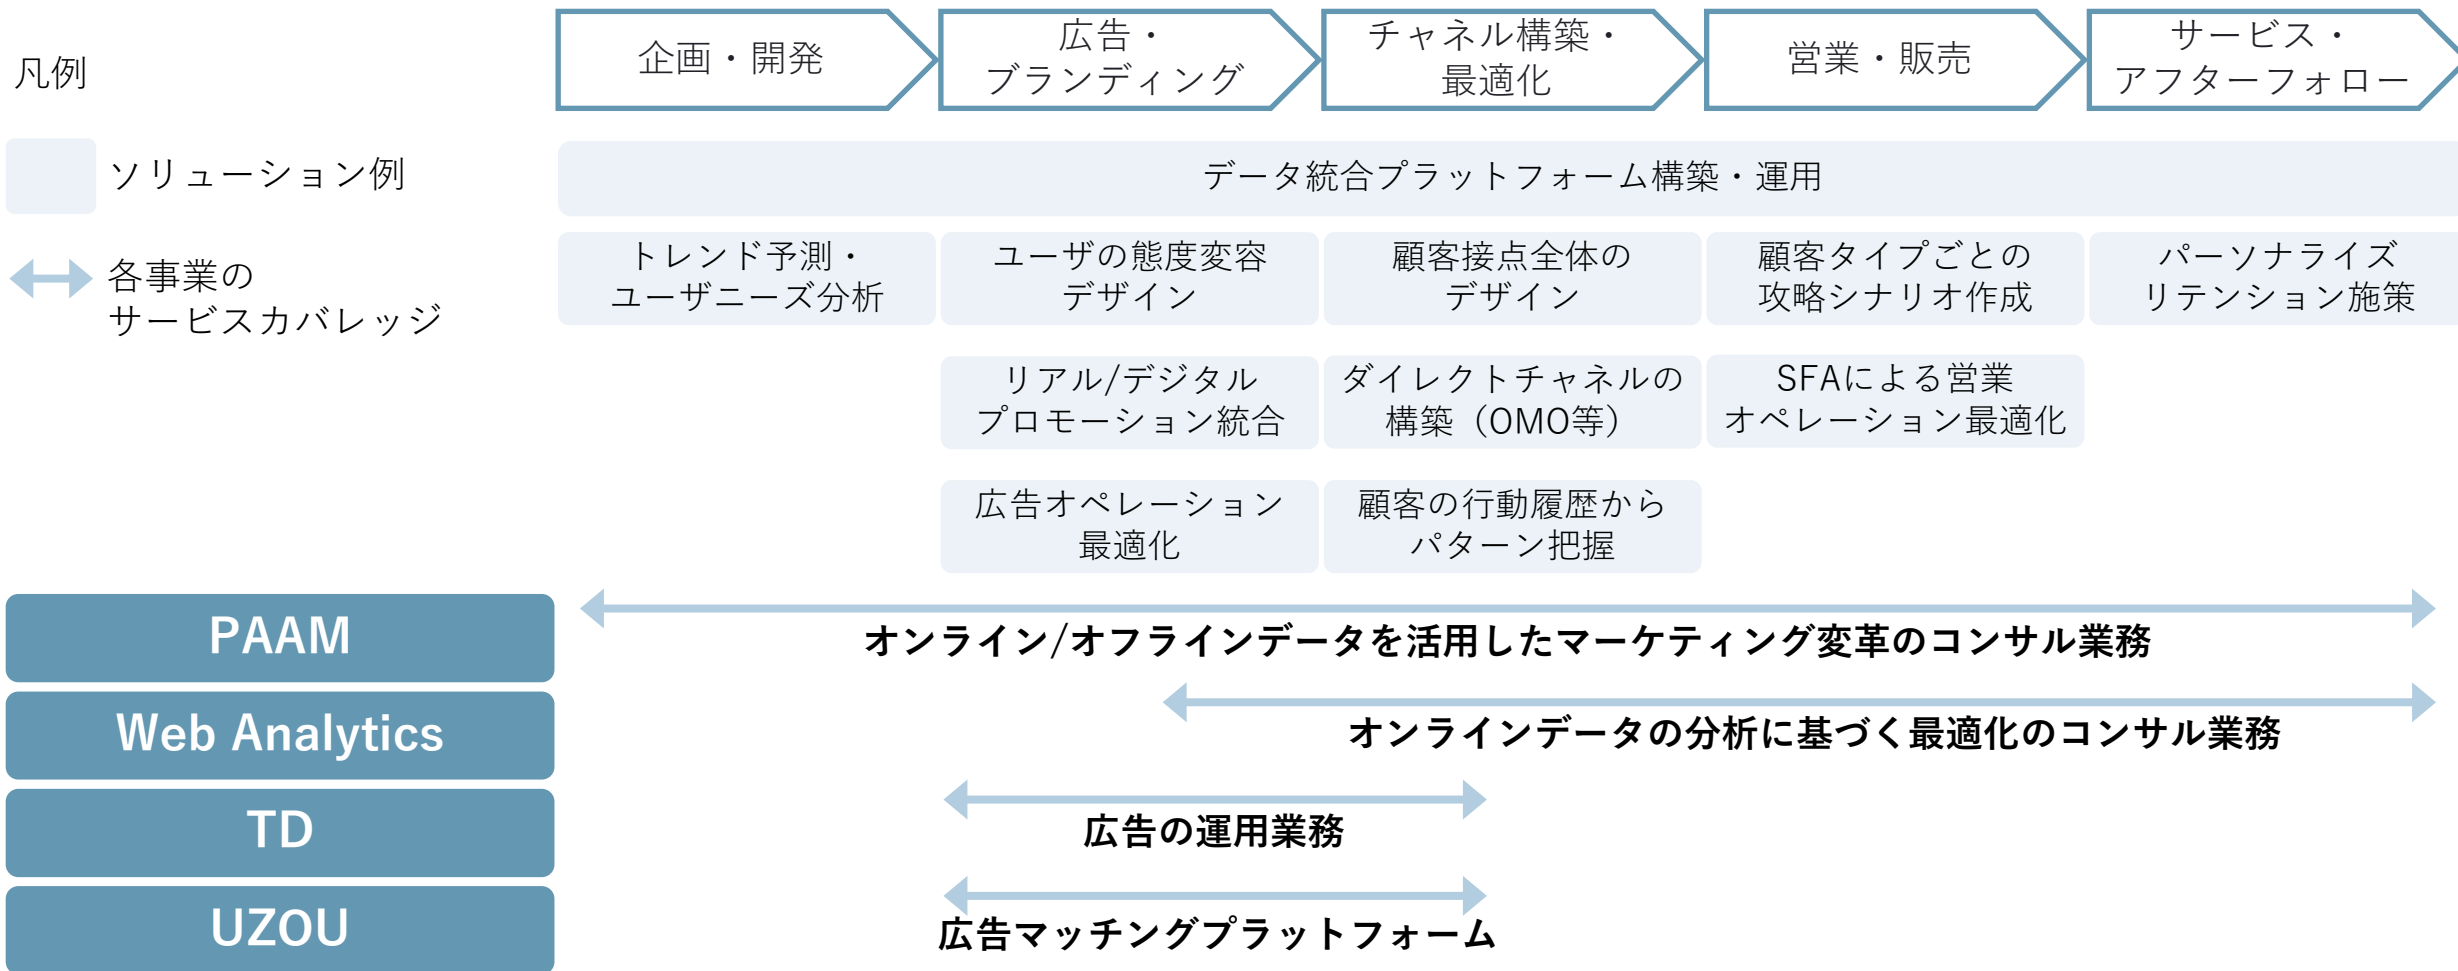 凡例
企画・開発
広告・
ブランディング
チャネル構築・
最適化
営業・販売
サービス・
アフターフォロー
ソリューション例
データ統合プラットフォーム構築・運用
各事業の
サービスカバレッジ
トレンド予測・
ユーザニーズ分析
ユーザの態度変容
デザイン
顧客接点全体の
デザイン
顧客タイプごとの
攻略シナリオ作成
パーソナライズ
リテンション施策
リアル/デジタル
プロモーション統合
ダイレクトチャネルの
構築（OMO等）
SFAによる営業
オペレーション最適化
広告オペレーション
最適化
顧客の行動履歴から
パターン把握
PAAM
オンライン/オフラインデータを活用したマーケティング変革のコンサル業務
Web Analytics
オンラインデータの分析に基づく最適化のコンサル業務
TD
広告の運用業務
UZOU
広告マッチングプラットフォーム